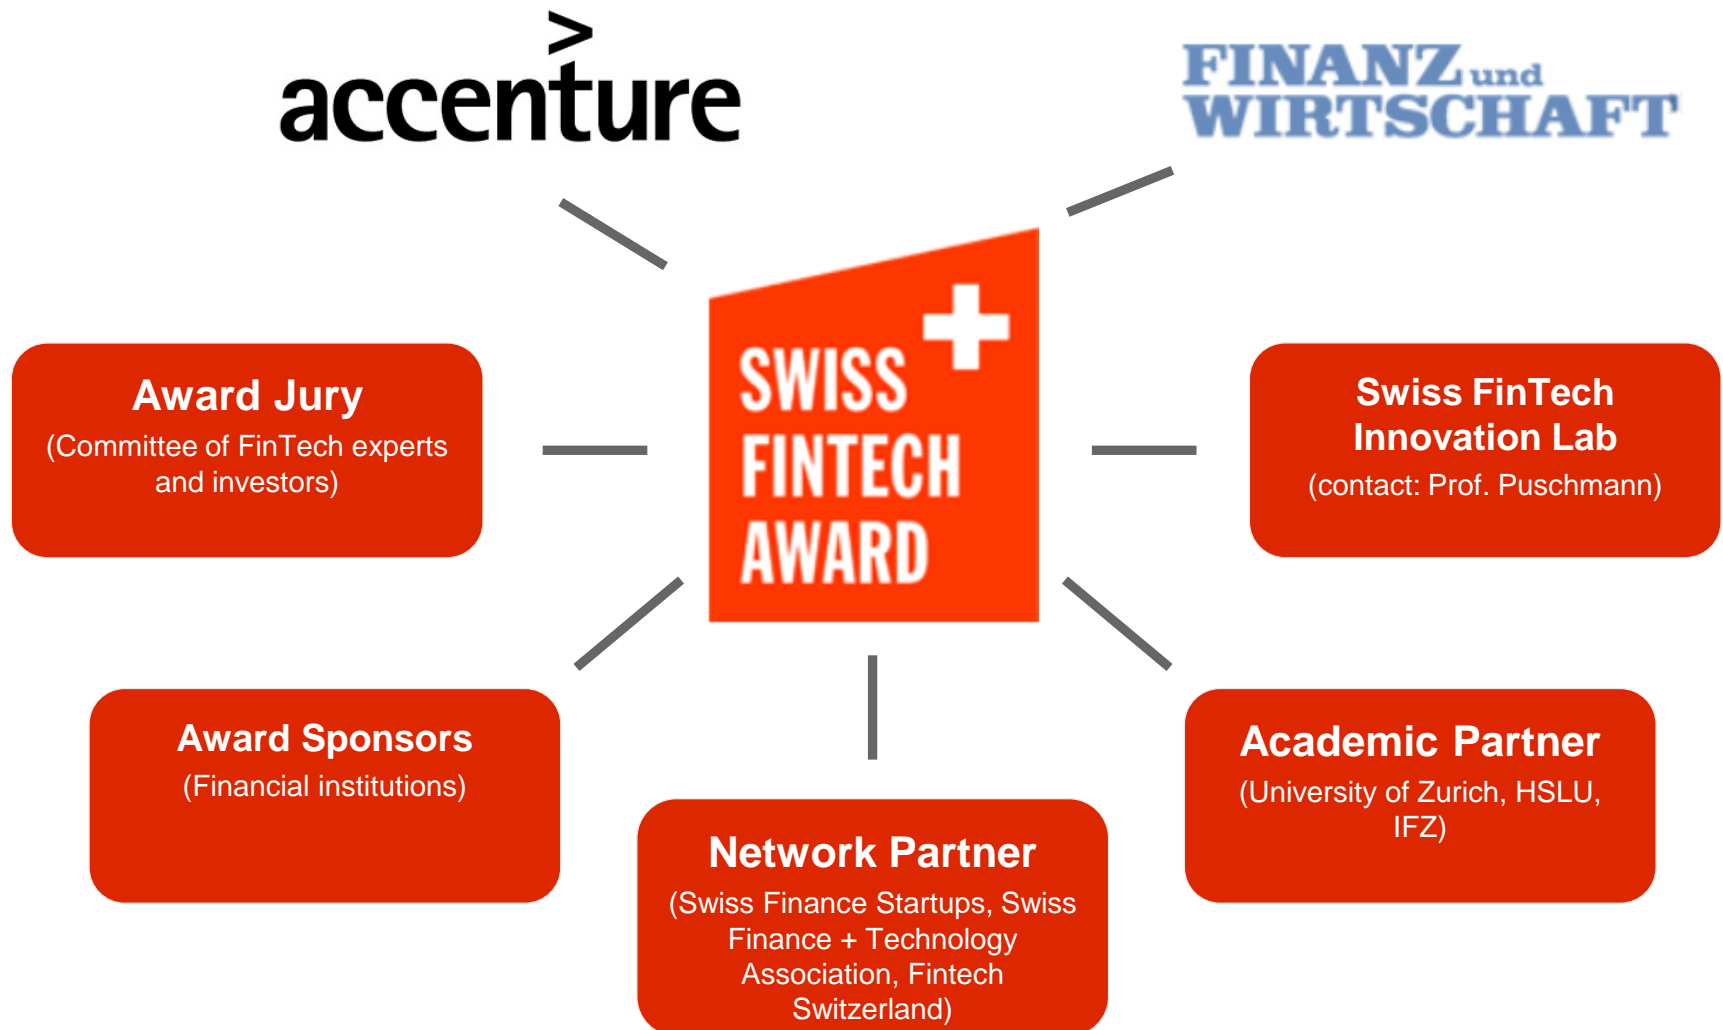 >
accenture
FINANZ und
WIRTSCHAFT
SWISS
FINTECH
AWARD
Award Jury
(Committee of FinTech experts
and investors)
Swiss FinTech
Innovation Lab
(contact: Prof. Puschmann)
Award Sponsors
(Financial institutions)
Academic Partner
(University of Zurich, HSLU,
IFZ)
Network Partner
(Swiss Finance Startups, Swiss
Finance + Technology
Association, Fintech
Switzerland)